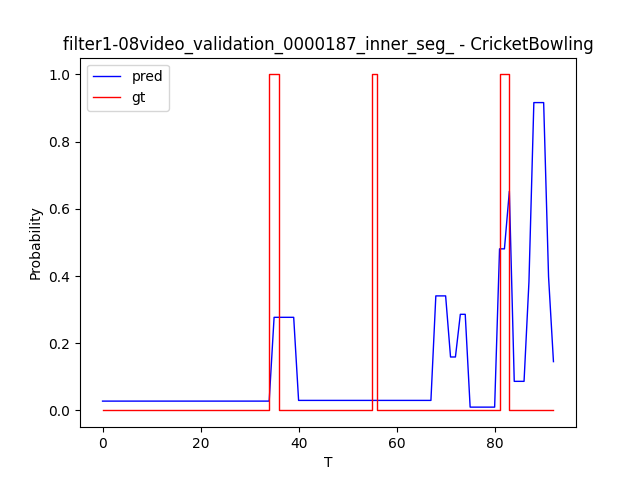 filter1-08video_validation_0000187_inner_seg_ - CricketBowling
pred
gt
1.0
0.8
0.6
0.4
0.2
0.0
Probability
0 20 40 60 80
T